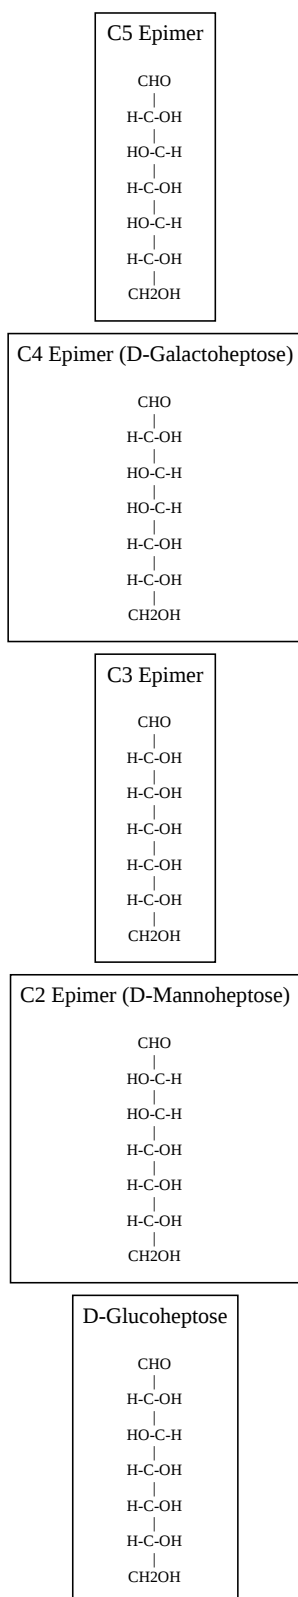 C5 Epimer
CHO
|
H-C-OH
|
HO-C-H
|
H-C-OH
|
HO-C-H
|
H-C-OH
|
CH2OH
C4 Epimer (D-Galactoheptose)
CHO
|
H-C-OH
|
HO-C-H
|
HO-C-H
|
H-C-OH
|
H-C-OH
|
CH2OH
C3 Epimer
CHO
|
H-C-OH
|
H-C-OH
|
H-C-OH
|
H-C-OH
|
H-C-OH
|
CH2OH
C2 Epimer (D-Mannoheptose)
CHO
|
HO-C-H
|
HO-C-H
|
H-C-OH
|
H-C-OH
|
H-C-OH
|
CH2OH
D-Glucoheptose
CHO
|
H-C-OH
|
HO-C-H
|
H-C-OH
|
H-C-OH
|
H-C-OH
|
CH2OH